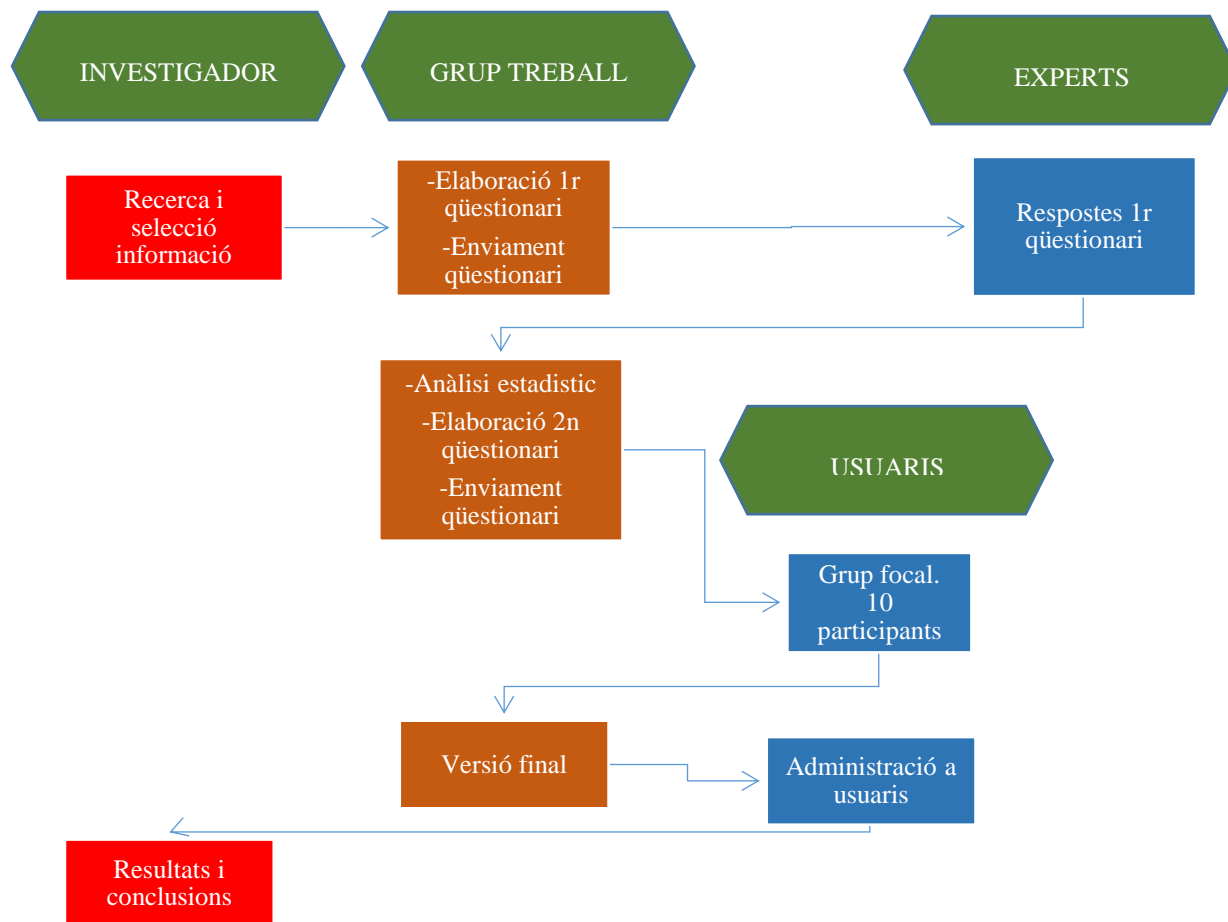 INVESTIGADOR
GRUP TREBALL
EXPERTS
Recerca i
selecció
informació
-Elaboració 1r
qüestionari
-Enviament
qüestionari
Respostes 1r
qüestionari
-Anàlisi estadistic
-Elaboració 2n
qüestionari
-Enviament
qüestionari
USUARIS
Grup focal.
10
participants
Versió final
Administració a
usuaris
Resultats i
conclusions